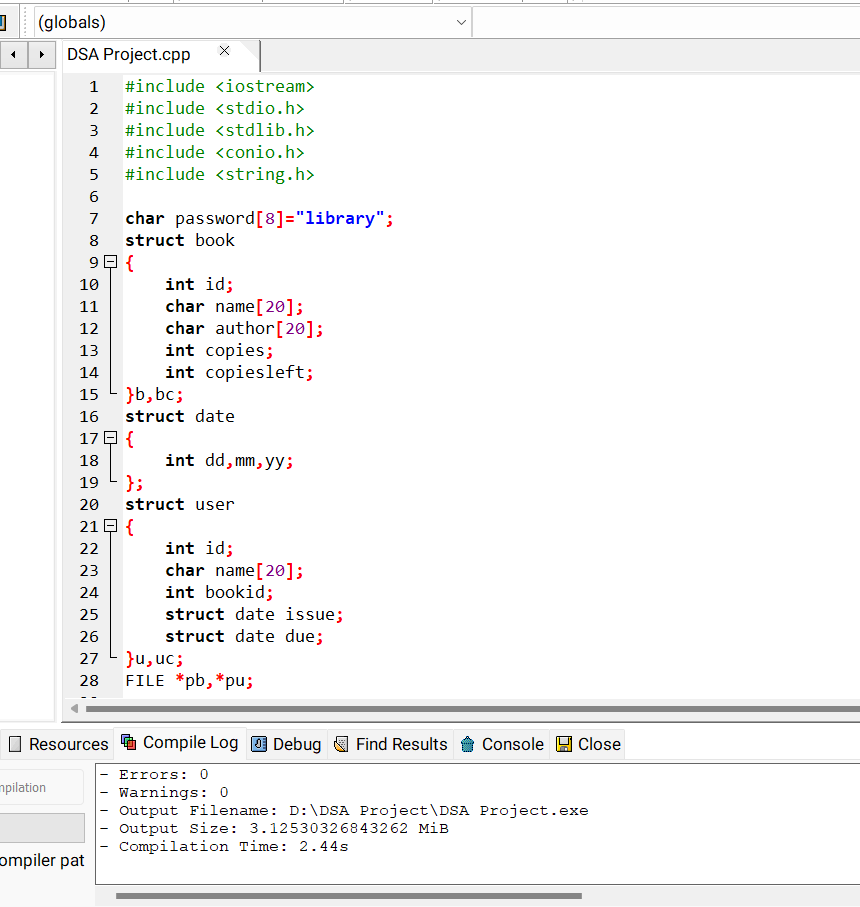 (globals)
DSA Project.cpp
1 #include <iostream>
2 #include <stdio.h>
3 #include <stdlib.h>
4 #include <conio.h>
5 #include <string.h>
6
7 char password[8]="library";
8 struct book
9 {
10 int id;
11 char name[20];
12 char author[20];
13 int copies;
14 int copiesleft;
15 }b,bc;
16 struct date
17 {
18 int dd,mm,yy;
19 };
20 struct user
21 {
22 int id;
23 char name[20];
24 int bookid;
25 struct date issue;
26 struct date due;
27 }u,uc;
28 FILE *pb,*pu;
Resources Compile Log Debug Find Results Console Close
mpilation
ompiler pat
- Errors: 0
- Warnings: 0
- Output Filename: D:\DSA Project\DSA Project.exe
- Output Size: 3.12530326843262 MiB
- Compilation Time: 2.44s